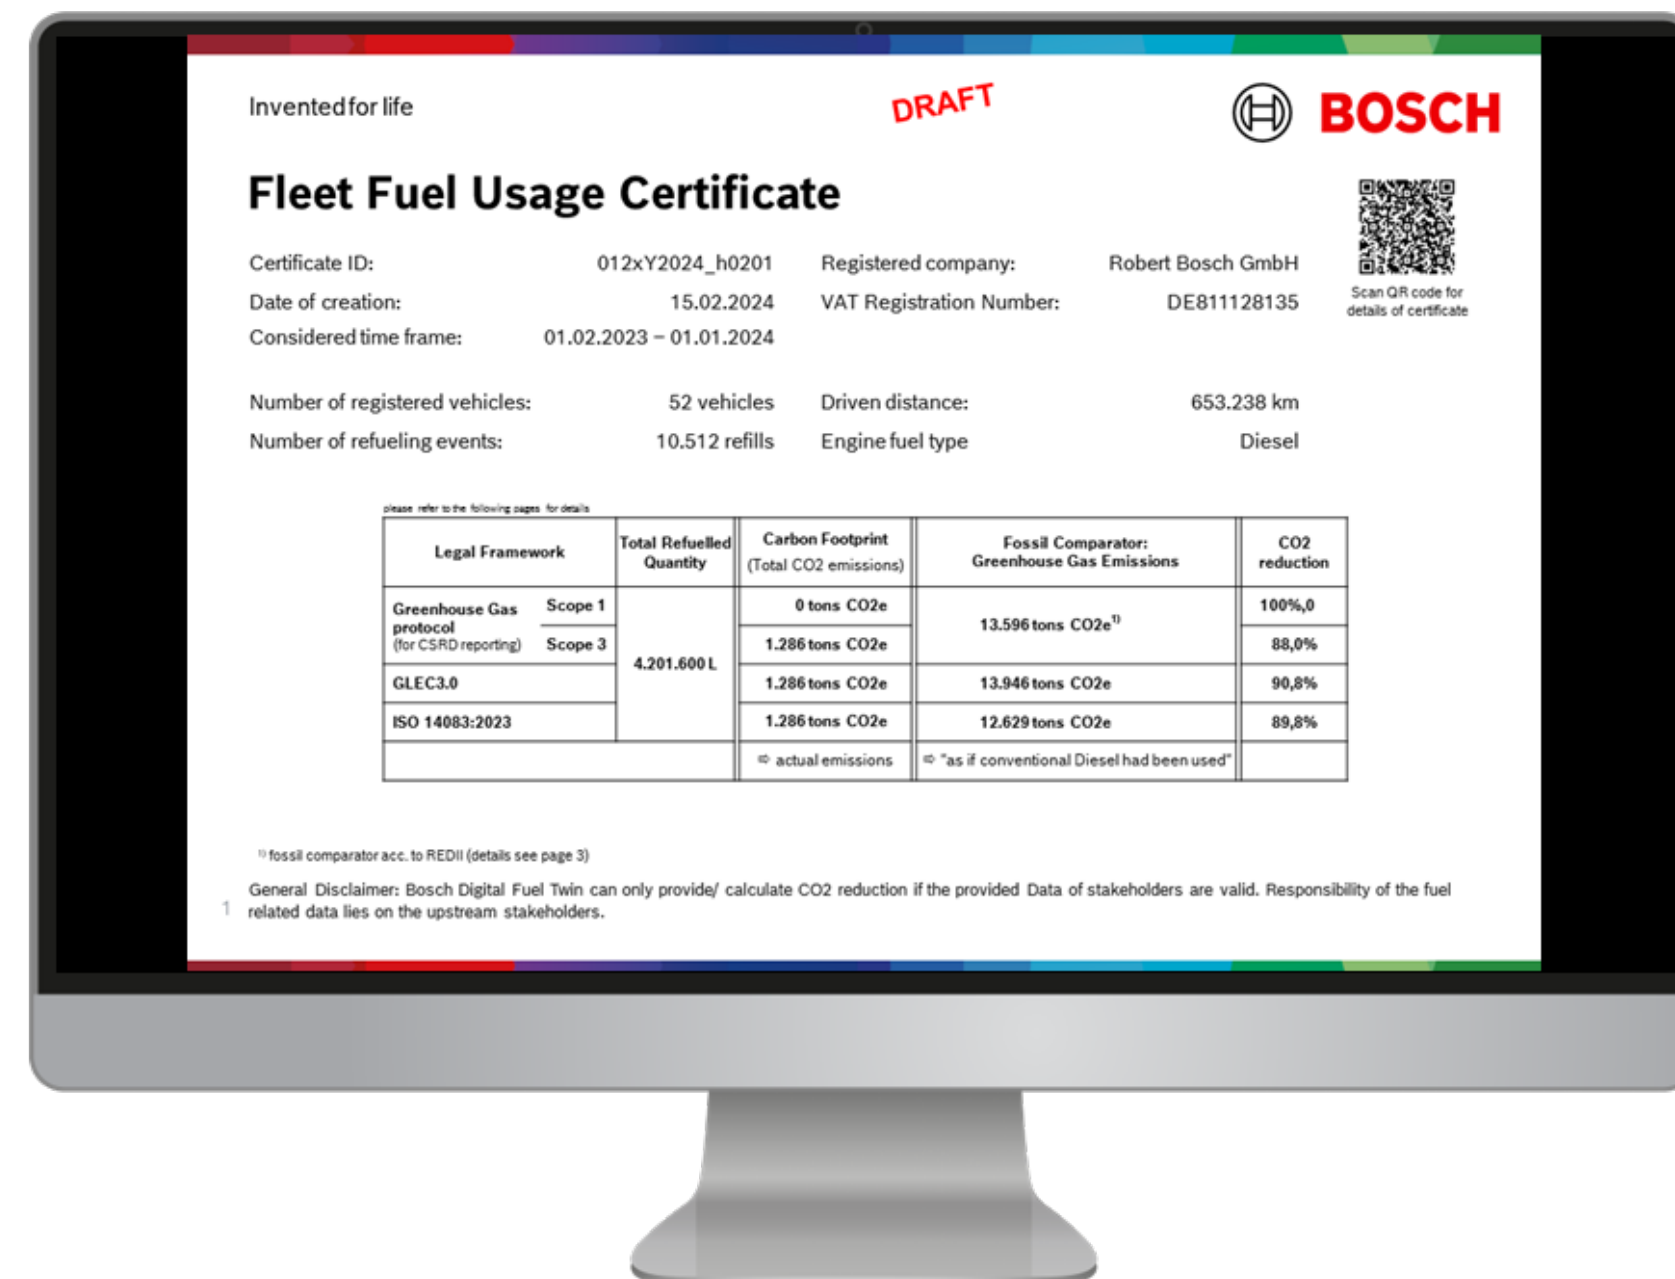 Invented for life
DRAFT
BOSCH
Fleet Fuel Usage Certificate
Certificate ID: 012xY2024_h0201 Registered company: Robert Bosch GmbH
Date of creation: 15.02.2024 VAT Registration Number: DE811128135
Considered time frame: 01.02.2023 – 01.01.2024
Scan QR code for
details of certificate
Number of registered vehicles: 52 vehicles Driven distance: 653.238 km
Number of refueling events: 10.512 refills Engine fuel type Diesel
please refer to the following pages for details
Legal Framework Total Refuelled Quantity Carbon Footprint (Total CO2 emissions) Fossil Comparator: Greenhouse Gas Emissions CO2 reduction
Greenhouse Gas protocol (for CSRD reporting) Scope 1 4.201.600 L 0 tons CO2e 13.596 tons CO2e1) 100%,0
Scope 3 1.286 tons CO2e 88,0%
GLEC3.0 1.286 tons CO2e 13.946 tons CO2e 90,8%
ISO 14083:2023 1.286 tons CO2e 12.629 tons CO2e 89,8%
⇨ actual emissions ⇨ "as if conventional Diesel had been used"
1) fossil comparator acc. to REDII (details see page 3)
General Disclaimer: Bosch Digital Fuel Twin can only provide/ calculate CO2 reduction if the provided Data of stakeholders are valid. Responsibility of the fuel
1 related data lies on the upstream stakeholders.